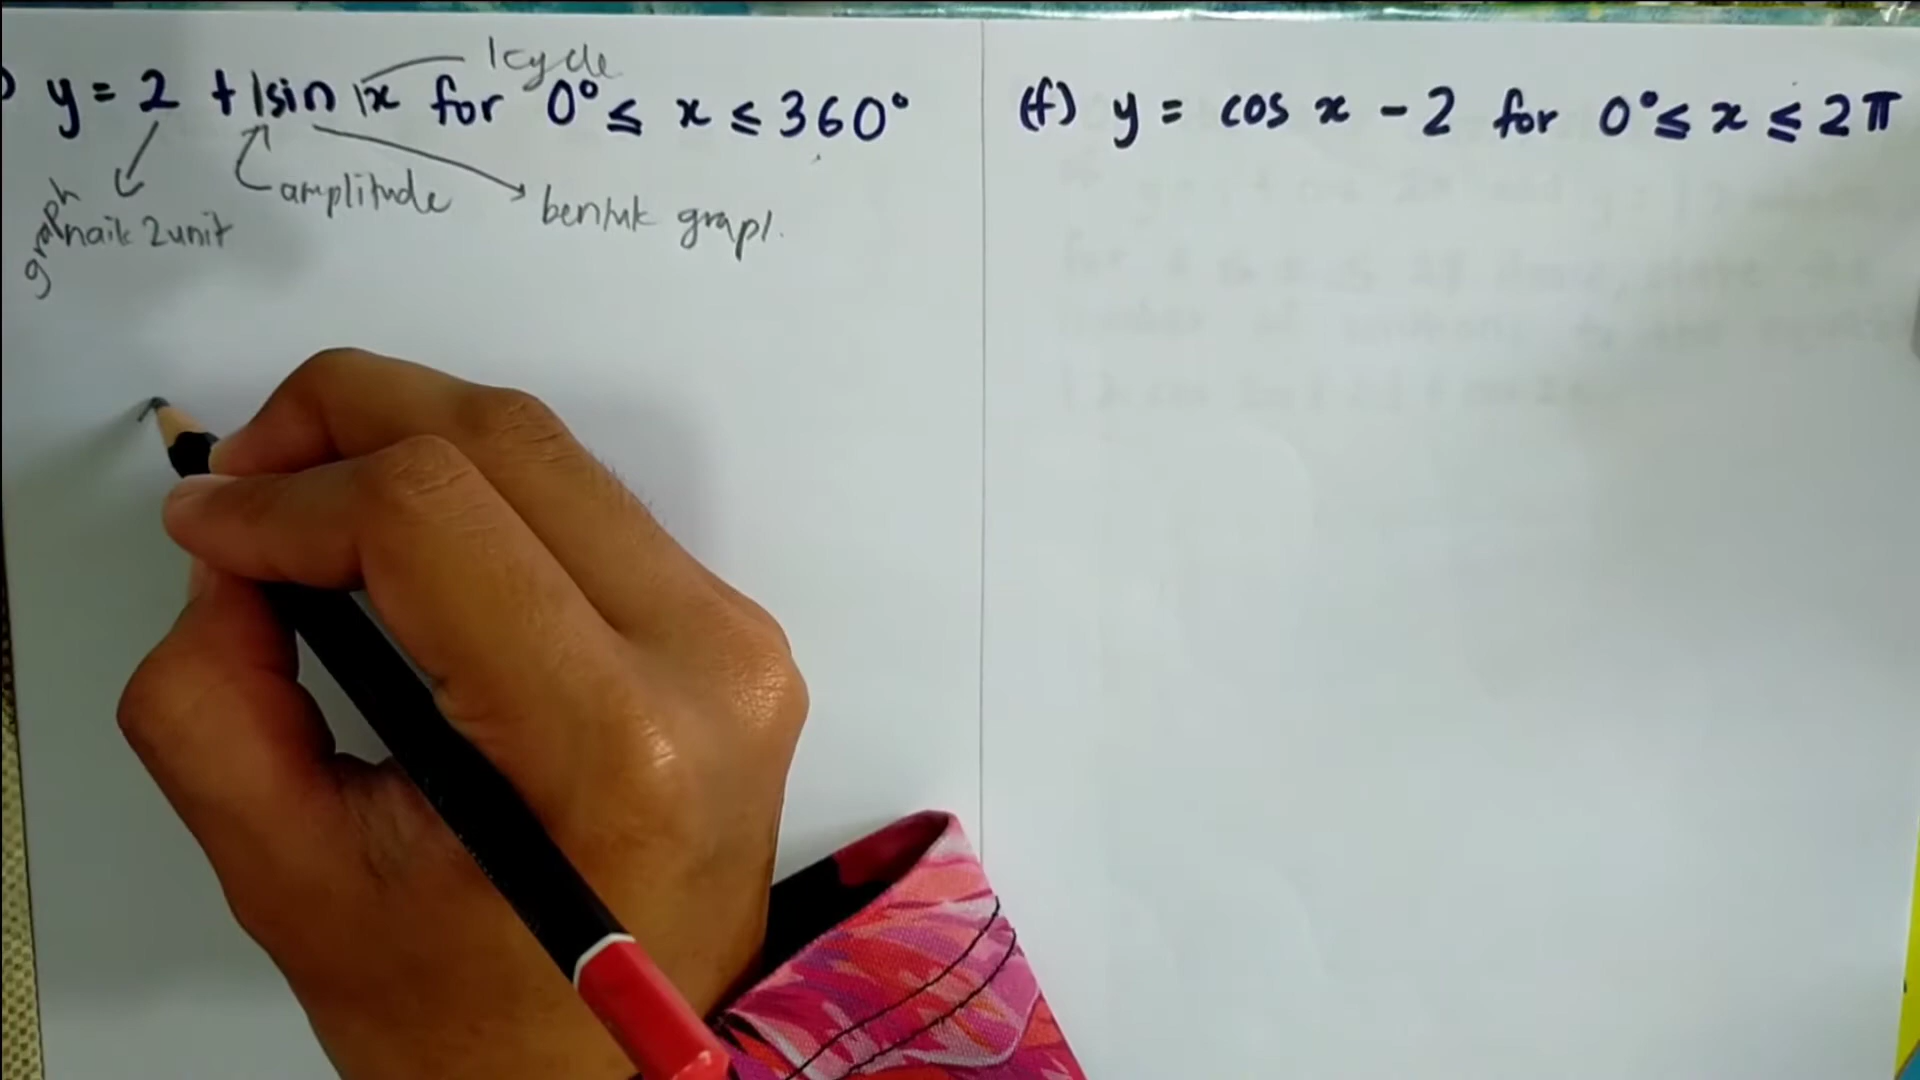 1cycle
) y = 2 + 1sin 1x for 0° ≤ x ≤ 360°
amplitude
bentuk graph
graph naik 2unit
(f) y = cos x - 2 for 0° ≤ x ≤ 2π